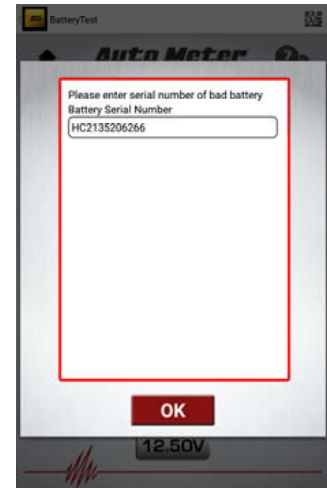 BatteryTest
Auto Meter
Please enter serial number of bad battery
Battery Serial Number
HC2135206266
OK
12.50V